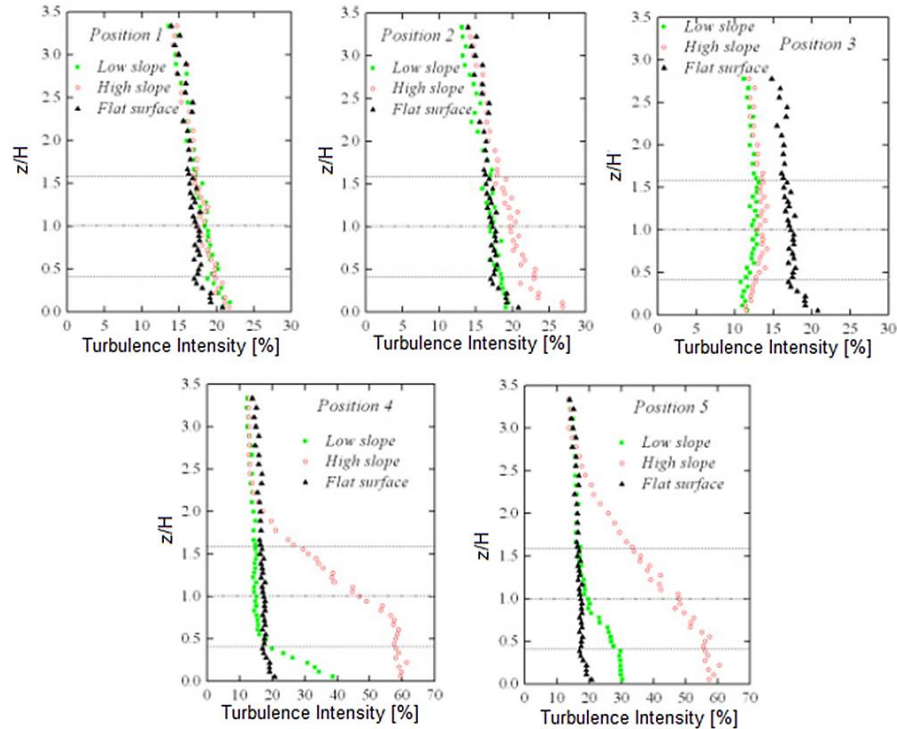 3.5
3.0
2.5
2.0
1.5
1.0
0.5
0.0
z/H
Position 1
Low slope
High slope
Flat surface
0 5 10 15 20 25 30
Turbulence Intensity [%]
3.5
3.0
2.5
2.0
1.5
1.0
0.5
0.0
z/H
Position 2
Low slope
High slope
Flat surface
0 5 10 15 20 25 30
Turbulence Intensity [%]
3.5
3.0
2.5
2.0
1.5
1.0
0.5
0.0
z/H
Low slope
High slope
Position 3
Flat surface
0 5 10 15 20 25 30
Turbulence Intensity [%]
3.5
3.0
2.5
2.0
1.5
1.0
0.5
0.0
z/H
Position 4
Low slope
High slope
Flat surface
0 10 20 30 40 50 60 70
Turbulence Intensity [%]
3.5
3.0
2.5
2.0
1.5
1.0
0.5
0.0
z/H
Position 5
Low slope
High slope
Flat surface
0 10 20 30 40 50 60 70
Turbulence Intensity [%]